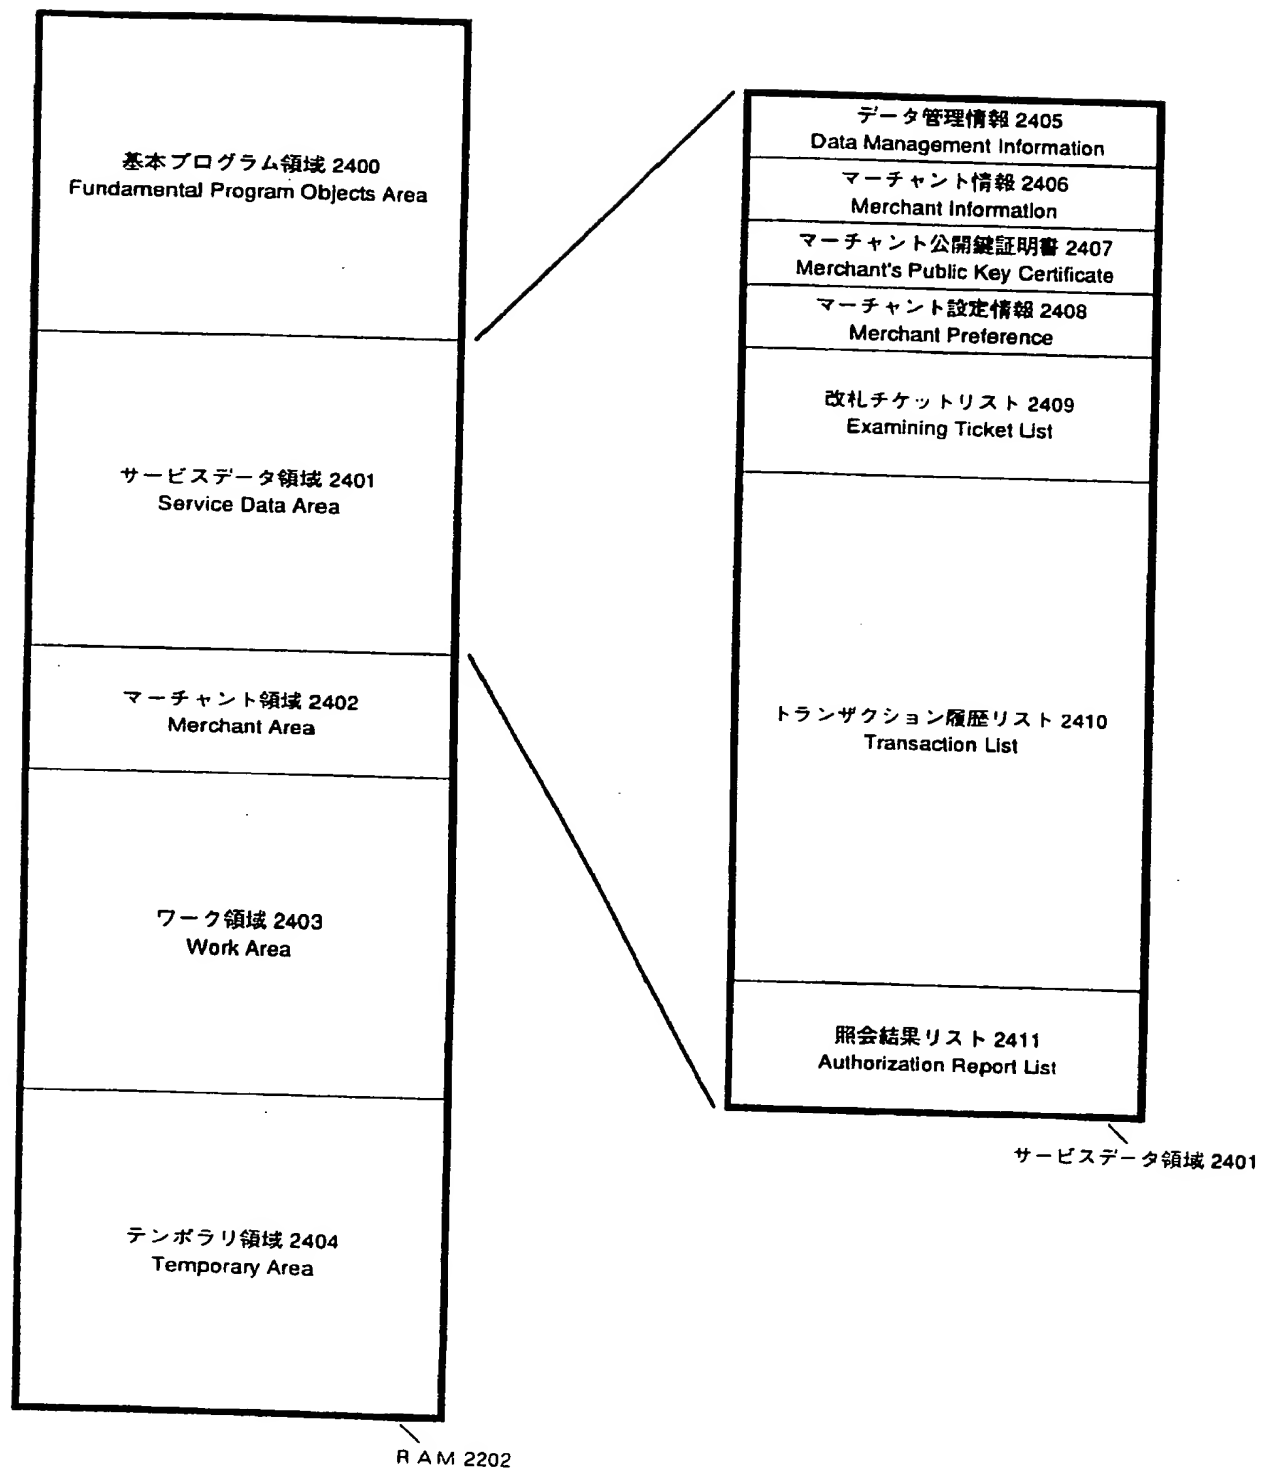 基本プログラム領域 2400
Fundamental Program Objects Area
サービスデータ領域 2401
Service Data Area
マーチャント領域 2402
Merchant Area
ワーク領域 2403
Work Area
テンポラリ領域 2404
Temporary Area
RAM 2202
データ管理情報 2405
Data Management Information
マーチャント情報 2406
Merchant Information
マーチャント公開鍵証明書 2407
Merchant's Public Key Certificate
マーチャント設定情報 2408
Merchant Preference
改札チケットリスト 2409
Examining Ticket List
トランザクション履歴リスト 2410
Transaction List
照会結果リスト 2411
Authorization Report List
サービスデータ領域 2401